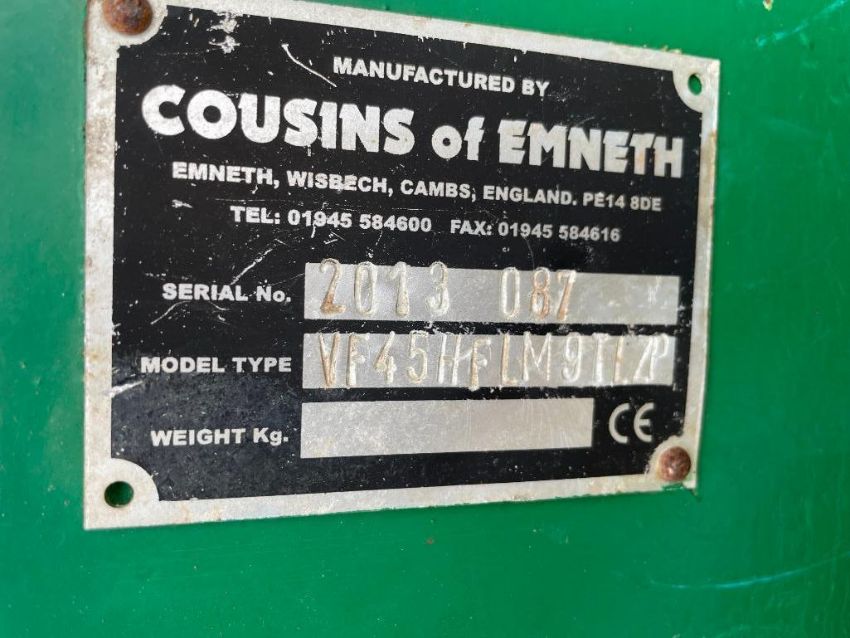 MANUFACTURED BY
COUSINS of EMNETH
EMNETH, WISBECH, CAMBS, ENGLAND. PE14 8DE
TEL: 01945 584600 FAX: 01945 584616
SERIAL No. 2013 087
MODEL TYPE
WEIGHT Kg. CE